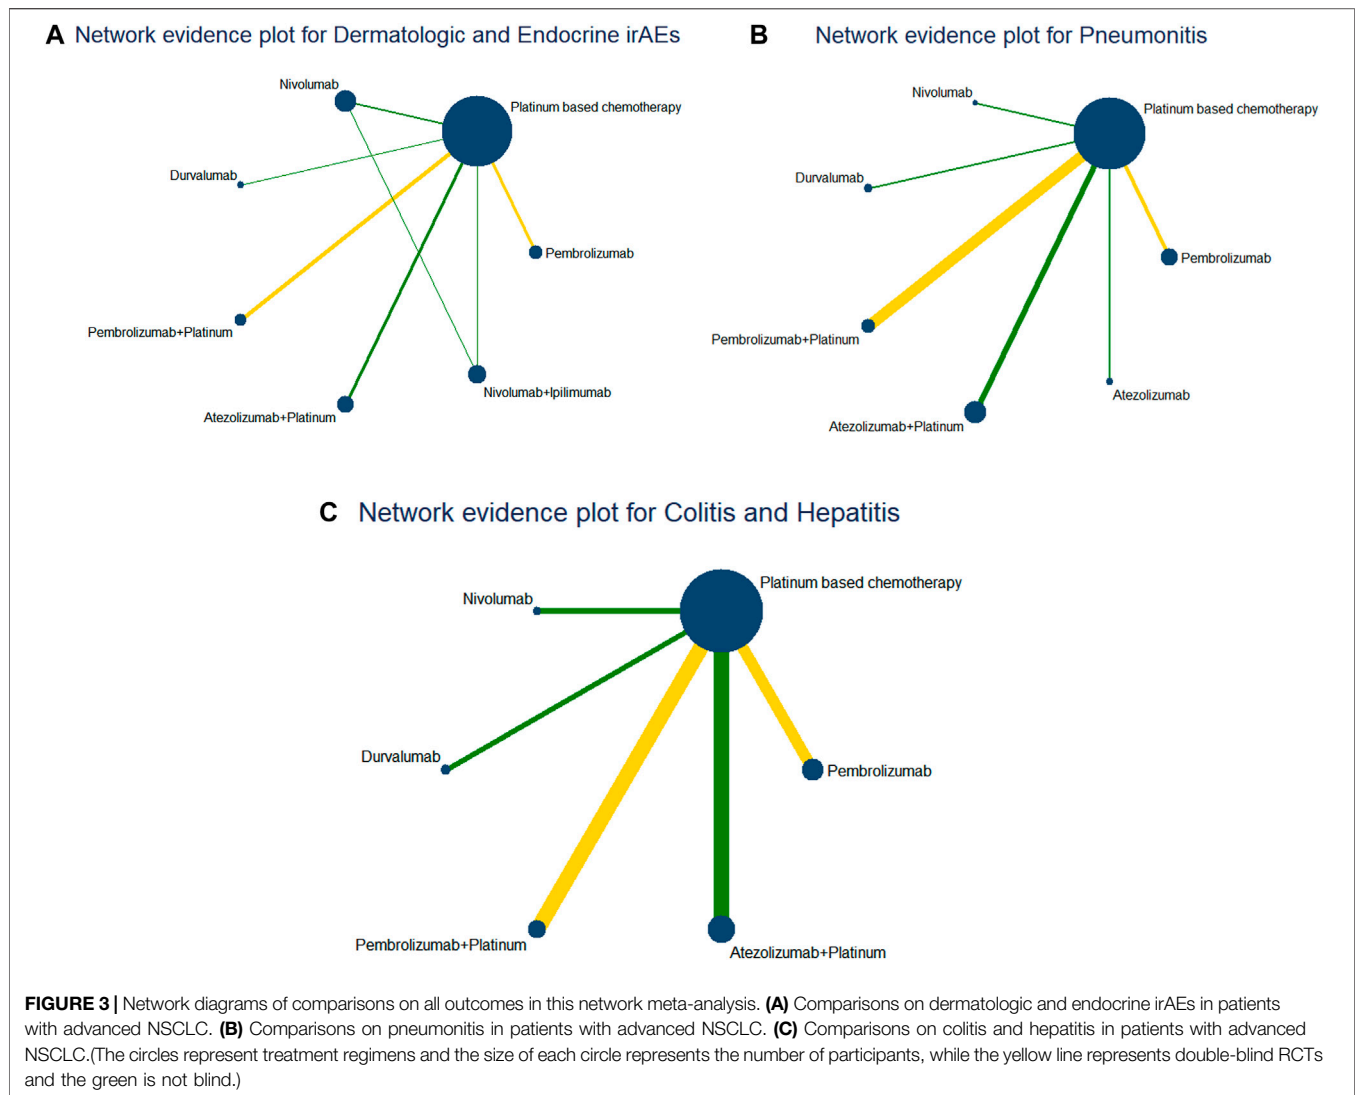 A Network evidence plot for Dermatologic and Endocrine irAEs
Nivolumab
Platinum based chemotherapy
Durvalumab
Pembrolizumab
Pembrolizumab+Platinum
Nivolumab+Ipilimumab
Atezolizumab+Platinum
B Network evidence plot for Pneumonitis
Nivolumab
Platinum based chemotherapy
Durvalumab
Pembrolizumab
Pembrolizumab+Platinum
Atezolizumab
Atezolizumab+Platinum
C Network evidence plot for Colitis and Hepatitis
Platinum based chemotherapy
Nivolumab
Durvalumab
Pembrolizumab
Pembrolizumab+Platinum
Atezolizumab+Platinum
FIGURE 3 | Network diagrams of comparisons on all outcomes in this network meta-analysis. (A) Comparisons on dermatologic and endocrine irAEs in patients
with advanced NSCLC. (B) Comparisons on pneumonitis in patients with advanced NSCLC. (C) Comparisons on colitis and hepatitis in patients with advanced
NSCLC.(The circles represent treatment regimens and the size of each circle represents the number of participants, while the yellow line represents double-blind RCTs
and the green is not blind.)